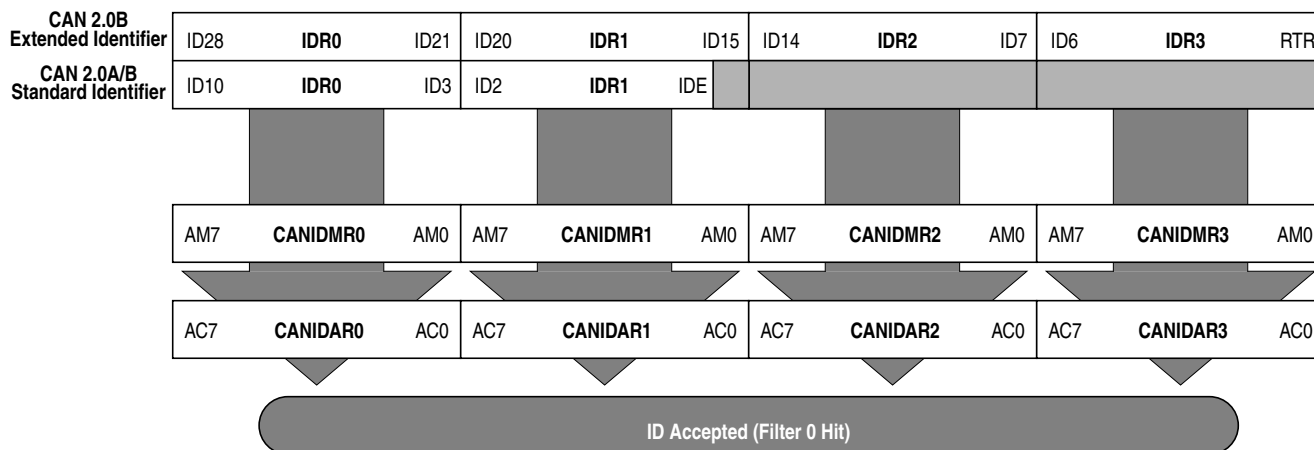 CAN 2.0B
Extended Identifier
ID28 IDR0 ID21 ID20 IDR1 ID15 ID14 IDR2 ID7 ID6 IDR3 RTR
CAN 2.0A/B
Standard Identifier
ID10 IDR0 ID3 ID2 IDR1 IDE
AM7 CANIDMR0 AM0 AM7 CANIDMR1 AM0 AM7 CANIDMR2 AM0 AM7 CANIDMR3 AM0
AC7 CANIDAR0 AC0 AC7 CANIDAR1 AC0 AC7 CANIDAR2 AC0 AC7 CANIDAR3 AC0
ID Accepted (Filter 0 Hit)